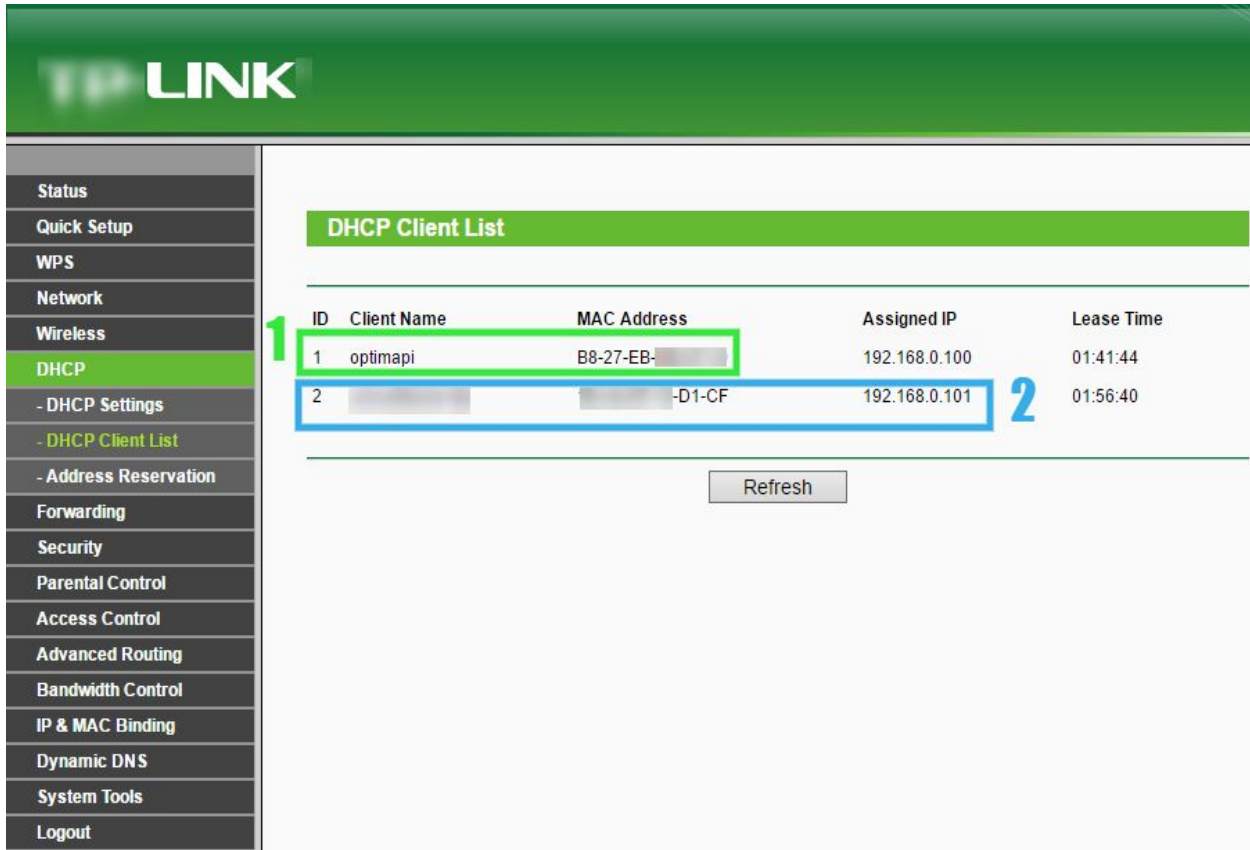 LINK
Status
Quick Setup
WPS
Network
Wireless
DHCP
- DHCP Settings
- DHCP Client List
- Address Reservation
Forwarding
Security
Parental Control
Access Control
Advanced Routing
Bandwidth Control
IP & MAC Binding
Dynamic DNS
System Tools
Logout
DHCP Client List
ID Client Name MAC Address Assigned IP Lease Time
1
1 optimapi B8-27-EB- 192.168.0.100 01:41:44
2 -D1-CF 192.168.0.101 2 01:56:40
Refresh